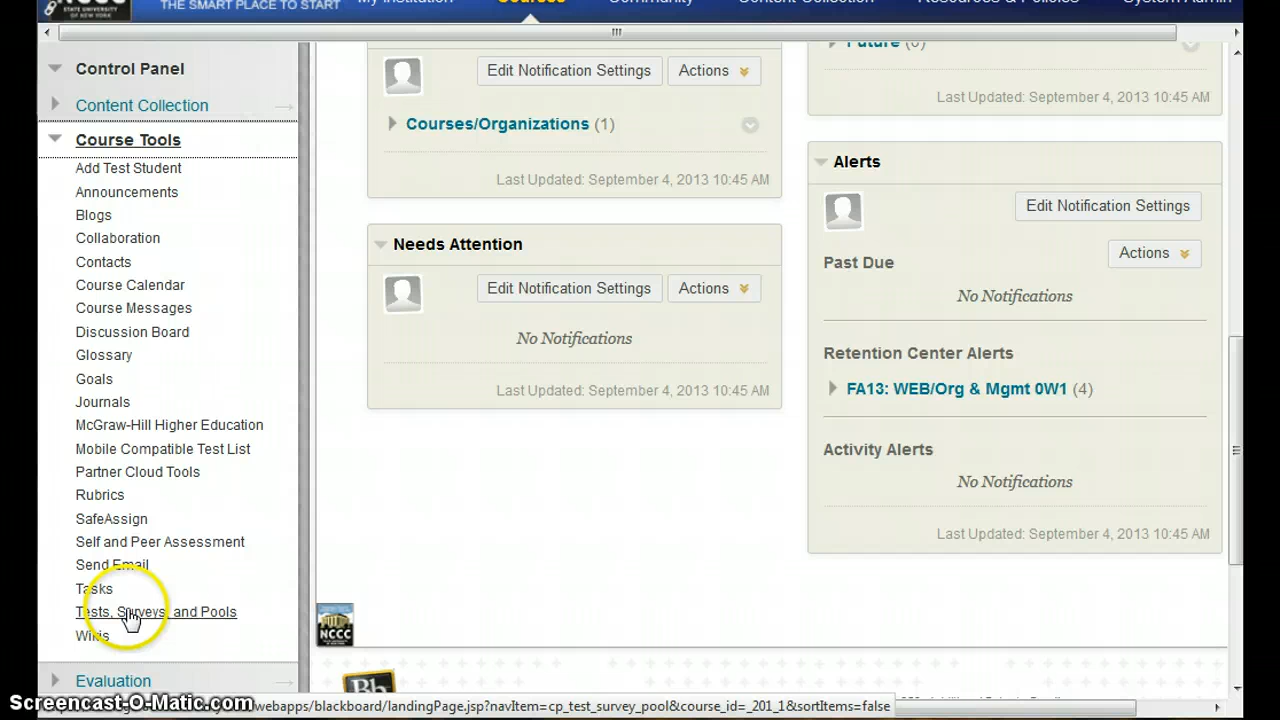 NCCC
STATE UNIVERSITY
OF NEW YORK
THE SMART PLACE TO START
My Institution
Courses
Community
Content Collection
Resources & Policies
System Admin
Control Panel
Content Collection
Course Tools
Add Test Student
Announcements
Blogs
Collaboration
Contacts
Course Calendar
Course Messages
Discussion Board
Glossary
Goals
Journals
McGraw-Hill Higher Education
Mobile Compatible Test List
Partner Cloud Tools
Rubrics
SafeAssign
Self and Peer Assessment
Send Email
Tasks
Tests, Surveys, and Pools
Wikis
Evaluation
Edit Notification Settings
Actions
Courses/Organizations (1)
Last Updated: September 4, 2013 10:45 AM
Needs Attention
Edit Notification Settings
Actions
No Notifications
Last Updated: September 4, 2013 10:45 AM
Future (0)
Last Updated: September 4, 2013 10:45 AM
Alerts
Edit Notification Settings
Actions
Past Due
No Notifications
Retention Center Alerts
FA13: WEB/Org & Mgmt 0W1 (4)
Activity Alerts
No Notifications
Last Updated: September 4, 2013 10:45 AM
NCCC
Bb
Screencast-O-Matic.com
webapps/blackboard/landingPage.jsp?navItem=cp_test_survey_pool&course_id=_201_1&sortItems=false